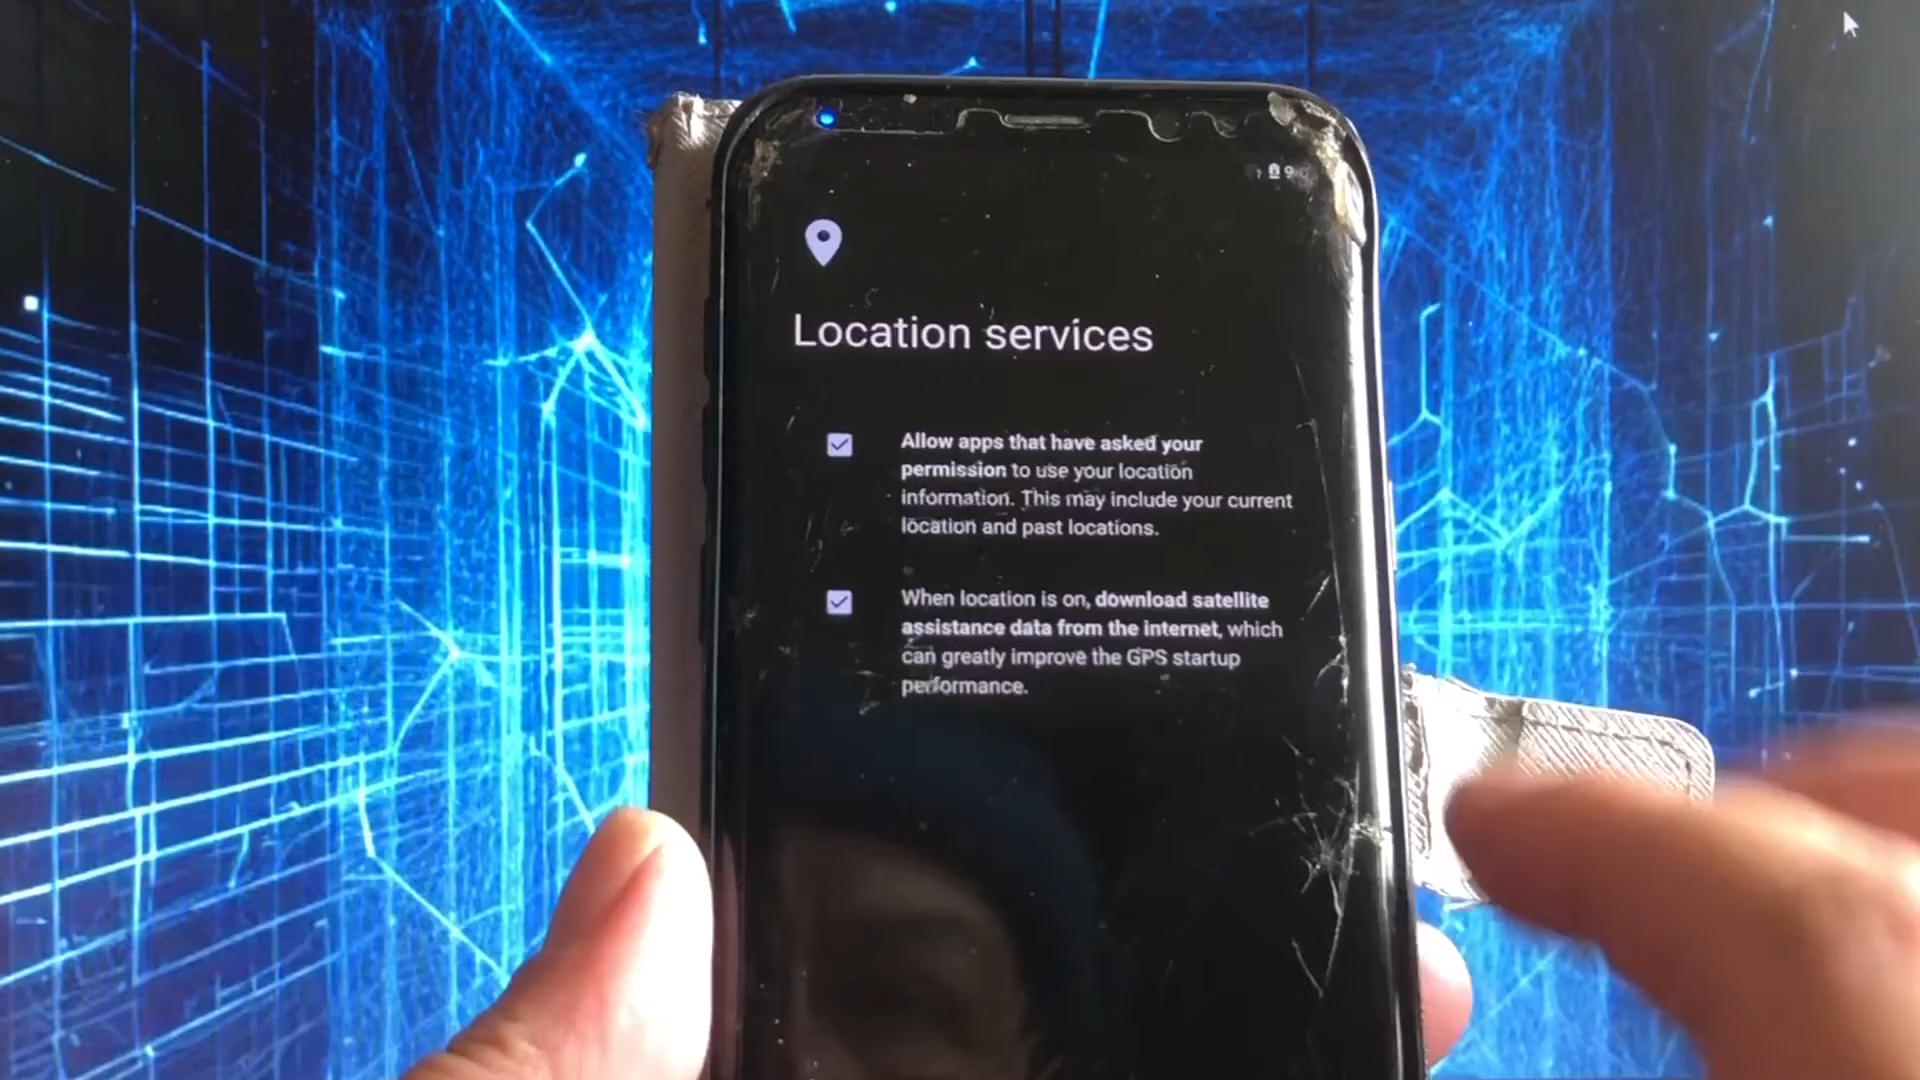 Location services
Allow apps that have asked your
permission to use your location
information. This may include your current
location and past locations.
When location is on, download satellite
assistance data from the internet, which
can greatly improve the GPS startup
performance.